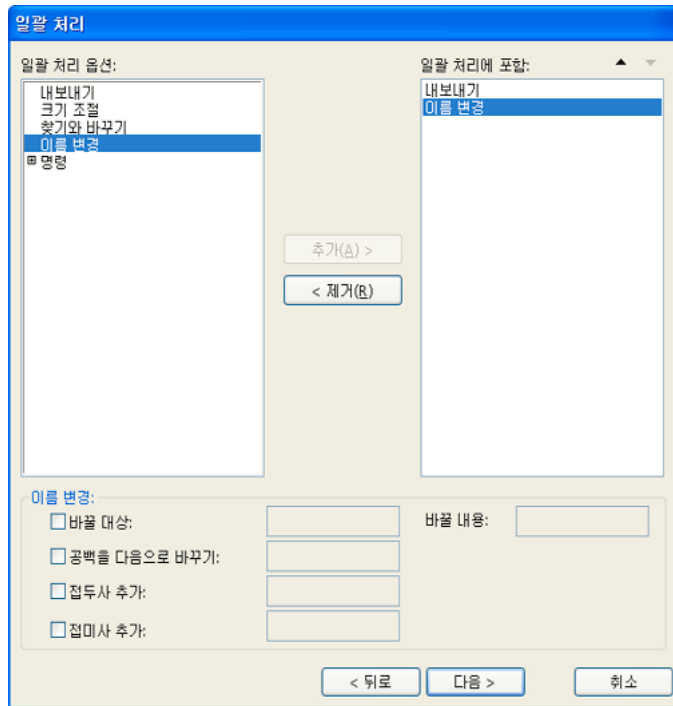 일괄 처리
일괄 처리 옵션:
내보내기
크기 조절
찾기와 바꾸기
이름 변경
명령
추가(A) >
< 제거(R)
일괄 처리에 포함:
내보내기
이름 변경
이름 변경:
바꿀 대상:
바꿀 내용:
공백을 다음으로 바꾸기:
접두사 추가:
접미사 추가:
< 뒤로
다음 >
취소